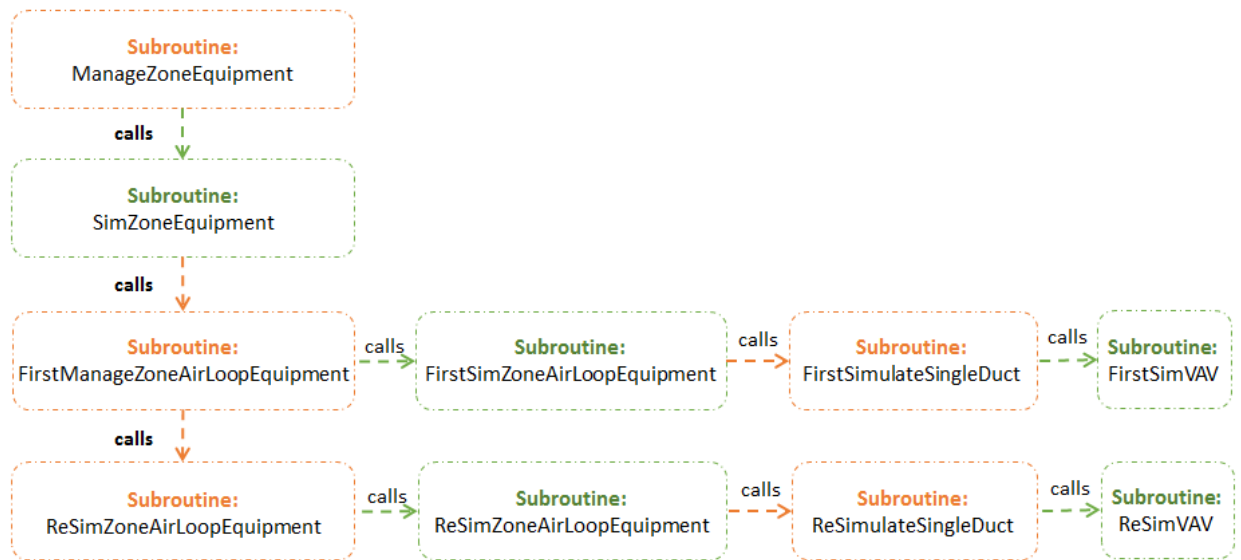 Subroutine:
ManageZoneEquipment
calls
Subroutine:
SimZoneEquipment
calls
Subroutine:
FirstManageZoneAirLoopEquipment
calls
Subroutine:
FirstSimZoneAirLoopEquipment
calls
Subroutine:
FirstSimulateSingleDuct
calls
Subroutine:
FirstSimVAV
calls
Subroutine:
ReSimZoneAirLoopEquipment
calls
Subroutine:
ReSimZoneAirLoopEquipment
calls
Subroutine:
ReSimulateSingleDuct
calls
Subroutine:
ReSimVAV